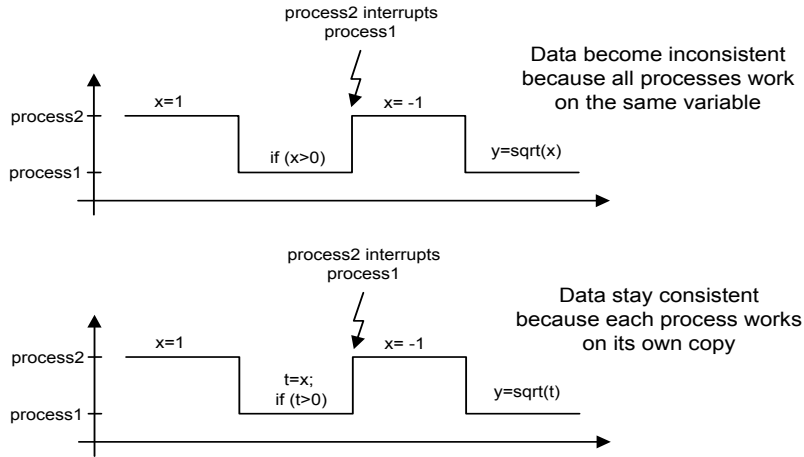 process2 interrupts
process1
Data become inconsistent
because all processes work
on the same variable
x=1
x= -1
process2
if (x>0)
y=sqrt(x)
process1
process2 interrupts
process1
Data stay consistent
because each process works
on its own copy
x=1
x= -1
process2
t=x;
if (t>0)
y=sqrt(t)
process1